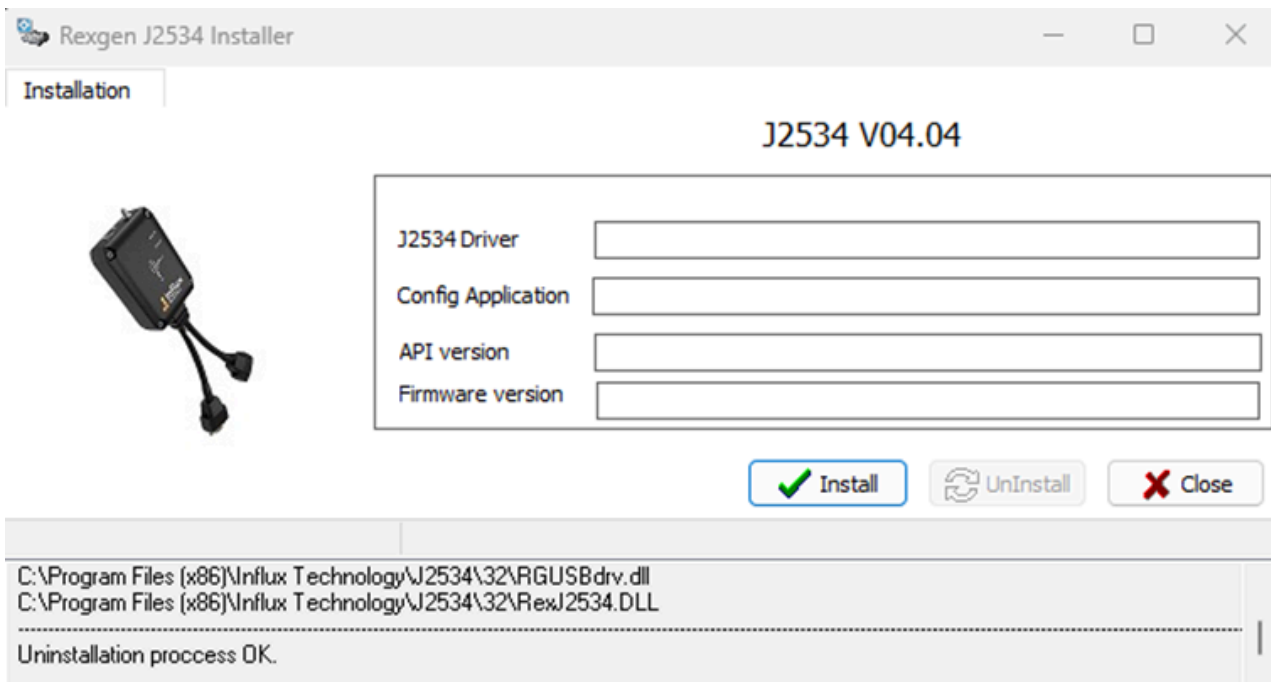 Rexgen J2534 Installer
Installation
J2534 V04.04
J2534 Driver
Config Application
API version
Firmware version
Install
UnInstall
Close
C:\Program Files (x86)\Influx Technology\J2534\32\RGUSBdrv.dll
C:\Program Files (x86)\Influx Technology\J2534\32\RexJ2534.DLL
Uninstallation proccess OK.